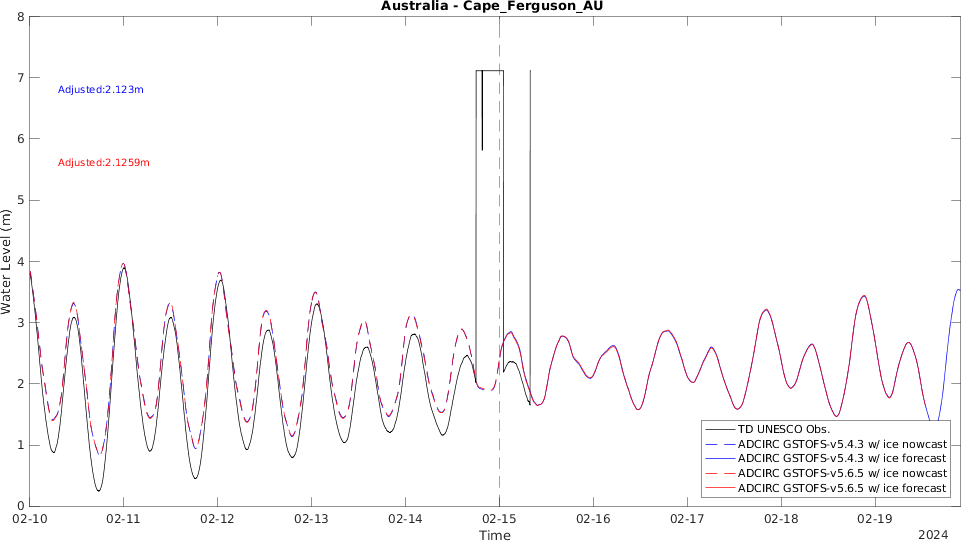 Australia - Cape_Ferguson_AU
8
7
6
5
4
3
2
1
0
Water Level (m)
Adjusted:2.123m
Adjusted:2.1259m
TD UNESCO Obs.
ADCIRC GSTOFS-v5.4.3 w/ ice nowcast
ADCIRC GSTOFS-v5.4.3 w/ ice forecast
ADCIRC GSTOFS-v5.6.5 w/ ice nowcast
ADCIRC GSTOFS-v5.6.5 w/ ice forecast
02-10 02-11 02-12 02-13 02-14 02-15 02-16 02-17 02-18 02-19
Time
2024